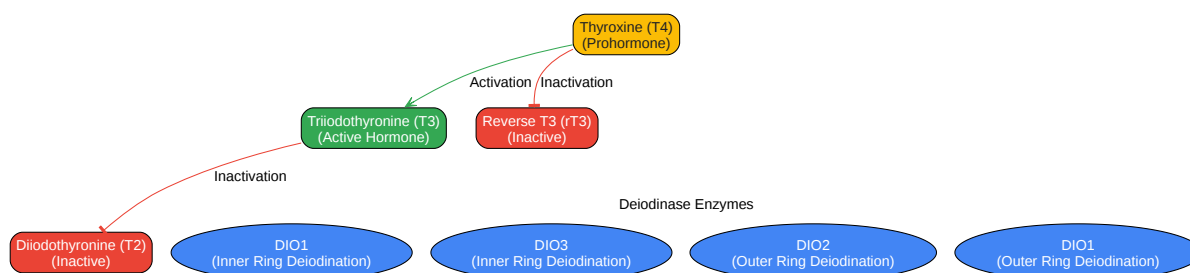 Thyroxine (T4)
(Prohormone)
Activation
Inactivation
Triiodothyronine (T3)
(Active Hormone)
Reverse T3 (rT3)
(Inactive)
Inactivation
Deiodinase Enzymes
Diiodothyronine (T2)
(Inactive)
DIO1
(Inner Ring Deiodination)
DIO3
(Inner Ring Deiodination)
DIO2
(Outer Ring Deiodination)
DIO1
(Outer Ring Deiodination)